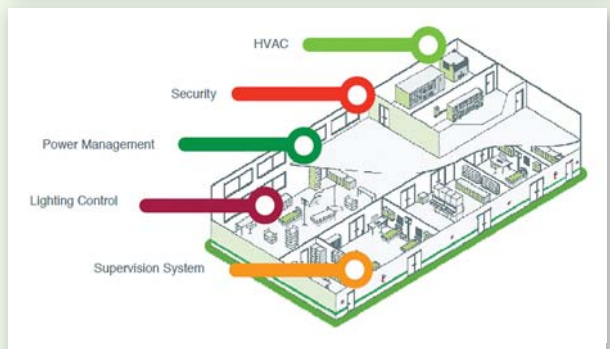 HVAC
Security
Power Management
Lighting Control
Supervision System